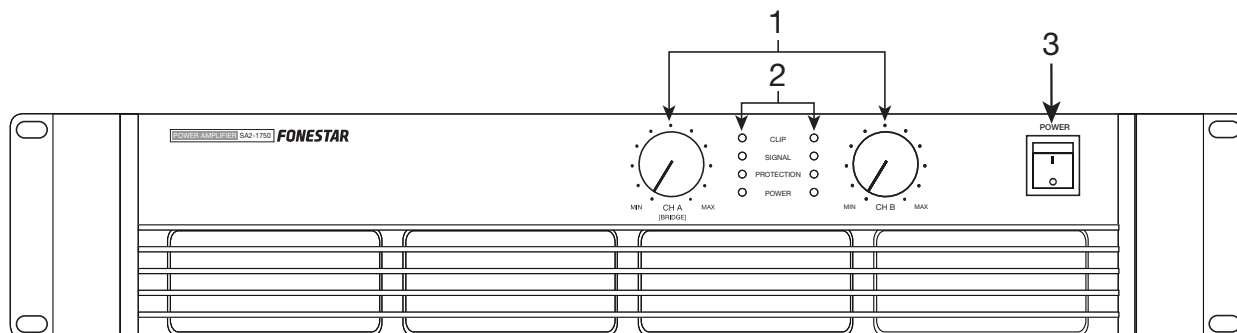 1
2
3
POWER AMPLIFIER SA2-1750 FONESTAR
POWER
CLIP
SIGNAL
PROTECTION
POWER
MIN CH A MAX
[BRIDGE]
MIN CH B MAX